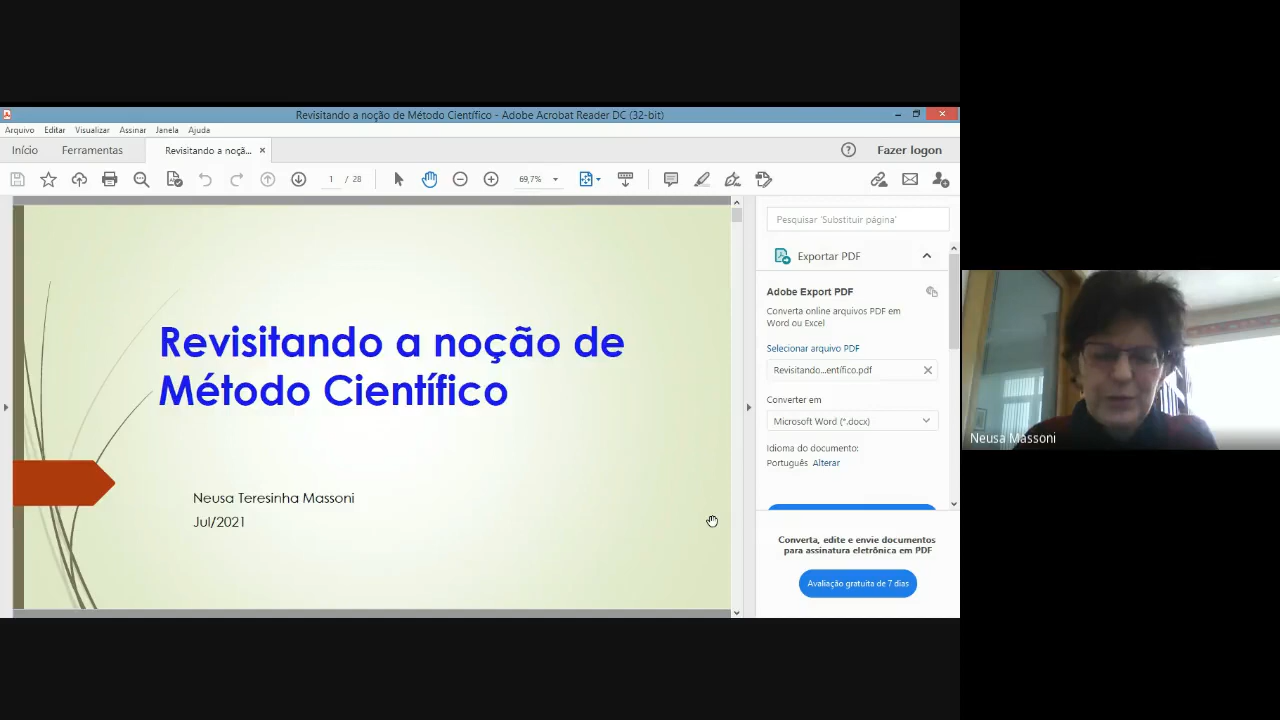 Revisitando a noção de Método Científico - Adobe Acrobat Reader DC (32-bit)
Arquivo Editar Visualizar Assinar Janela Ajuda
Início Ferramentas Revisitando a noçã... Fazer logon
1 / 28 69,7%
Revisitando a noção de
Método Científico
Neusa Teresinha Massoni
Jul/2021
Pesquisar 'Substituir página'
Exportar PDF
Adobe Export PDF
Converta online arquivos PDF em
Word ou Excel
Selecionar arquivo PDF
Revisitando...entífico.pdf
Converter em
Microsoft Word (*.docx)
Idioma do documento:
Português Alterar
Converta, edite e envie documentos
para assinatura eletrônica em PDF
Avaliação gratuita de 7 dias
Neusa Massoni